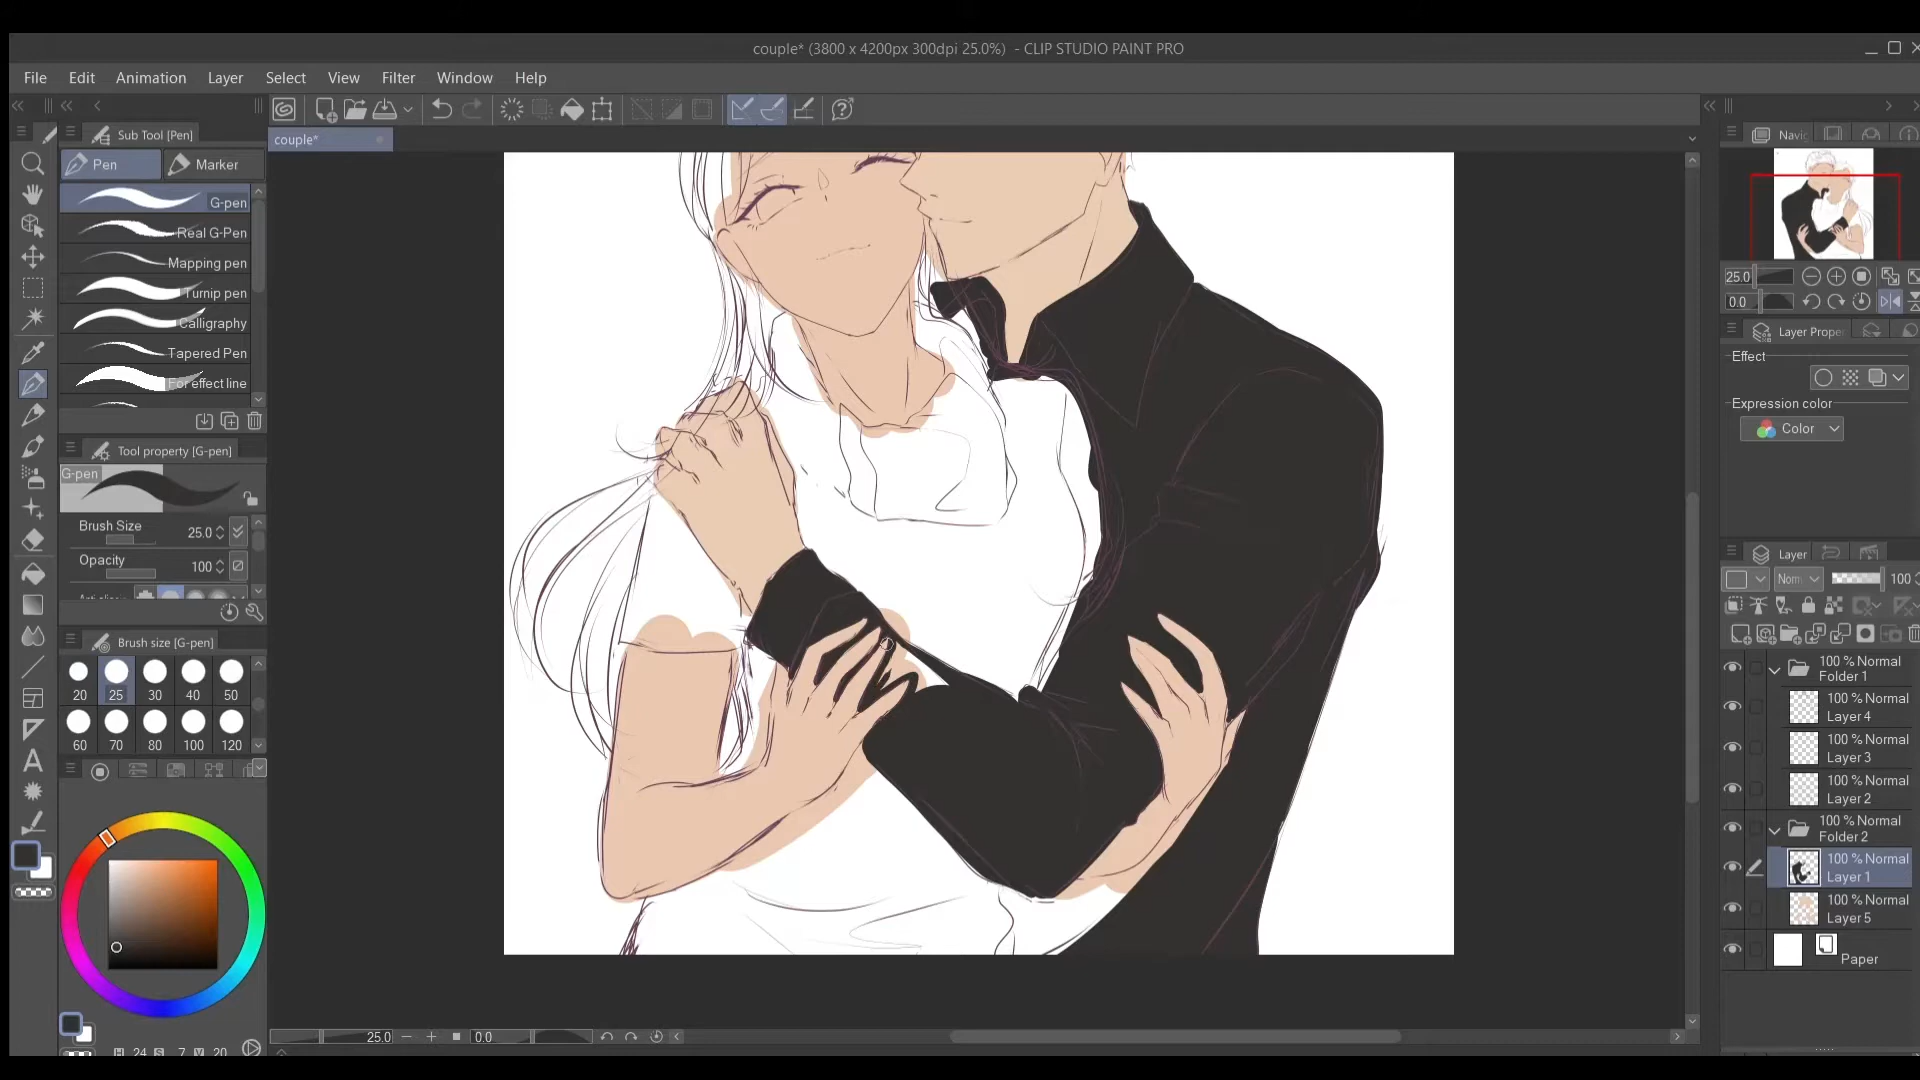 couple* (3800 x 4200px 300dpi 25.0%) - CLIP STUDIO PAINT PRO
File Edit Animation Layer Select View Filter Window Help
Sub Tool [Pen]
couple*
Pen Marker
G-pen
Real G-Pen
Mapping pen
Turnip pen
Calligraphy
Tapered Pen
For effect line
Tool property [G-pen]
G-pen
Brush Size 25.0
Opacity 100
Brush size [G-pen]
20 25 30 40 50
60 70 80 100 120
H 24 S 7 V 20
25.0 0.0
Navig
25.0
0.0
Layer Proper
Effect
Expression color
Color
Layer
Norm 100
100 % Normal
Folder 1
100 % Normal
Layer 4
100 % Normal
Layer 3
100 % Normal
Layer 2
100 % Normal
Folder 2
100 % Normal
Layer 1
100 % Normal
Layer 5
Paper